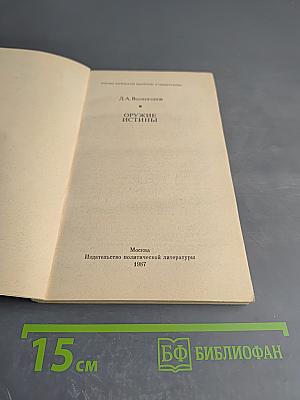 Д.А. Волкогонов
ОРУЖИЕ
ИСТИНЫ
Москва
Издательство политической литературы
1987
15 см
БФ БИБЛИОФАН